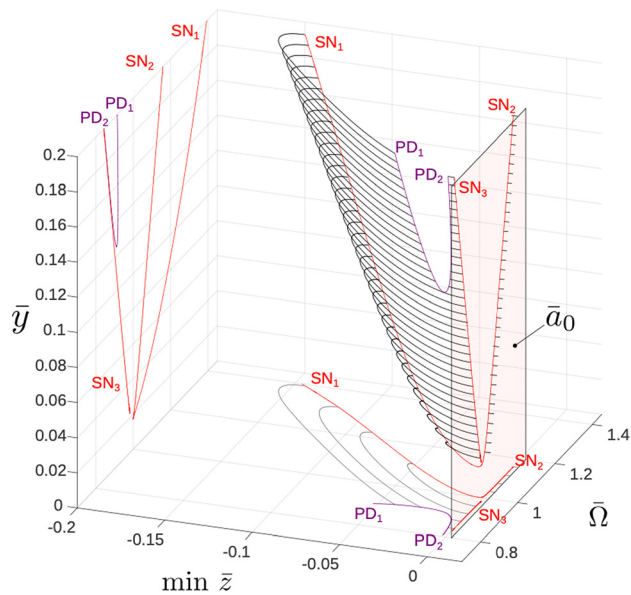 SN₁
SN₁
SN₂
PD₁
PD₂
SN₂
PD₁
PD₂
SN₃
0.2
0.18
0.16
0.14
0.12
0.1
0.08
0.06
0.04
0.02
0
ȳ
ā₀
SN₃
SN₁
SN₂
SN₃
PD₁
PD₂
1.4
1.2
1
0.8
Ω̄
-0.2
-0.15
-0.1
-0.05
0
min z̄